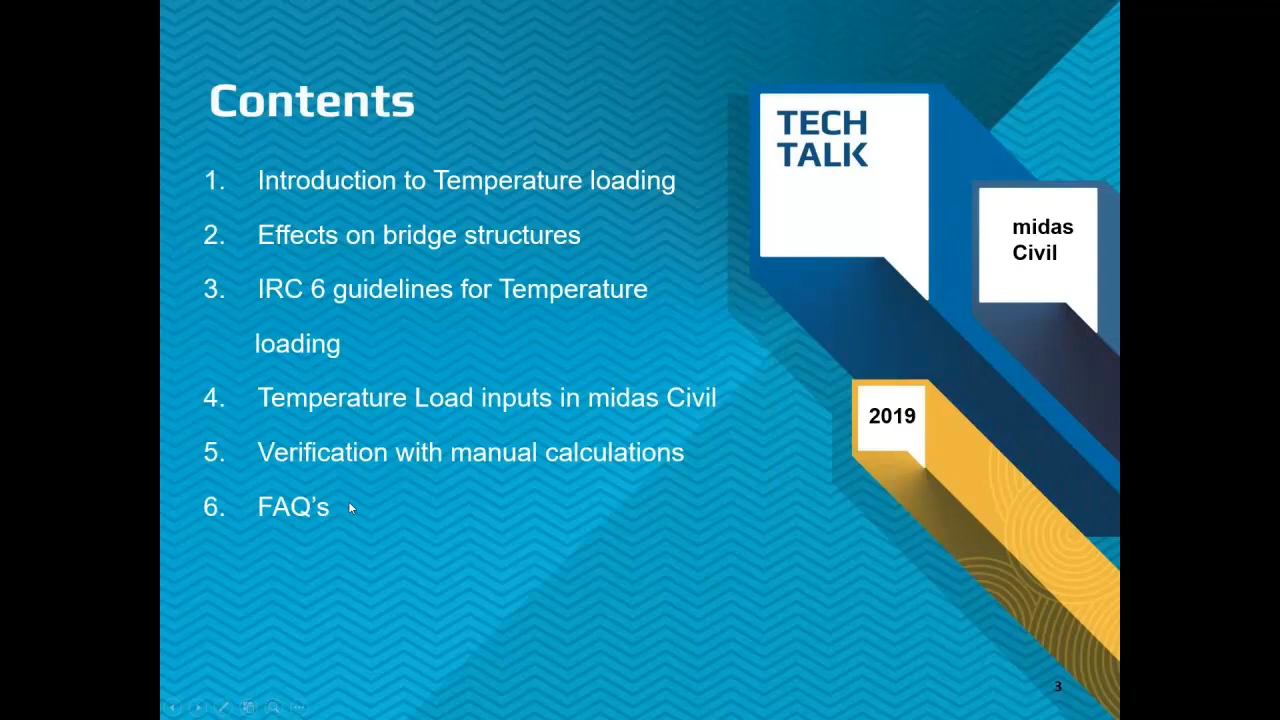 Contents
1. Introduction to Temperature loading
2. Effects on bridge structures
3. IRC 6 guidelines for Temperature
loading
4. Temperature Load inputs in midas Civil
5. Verification with manual calculations
6. FAQ’s
TECH
TALK
midas
Civil
2019
3